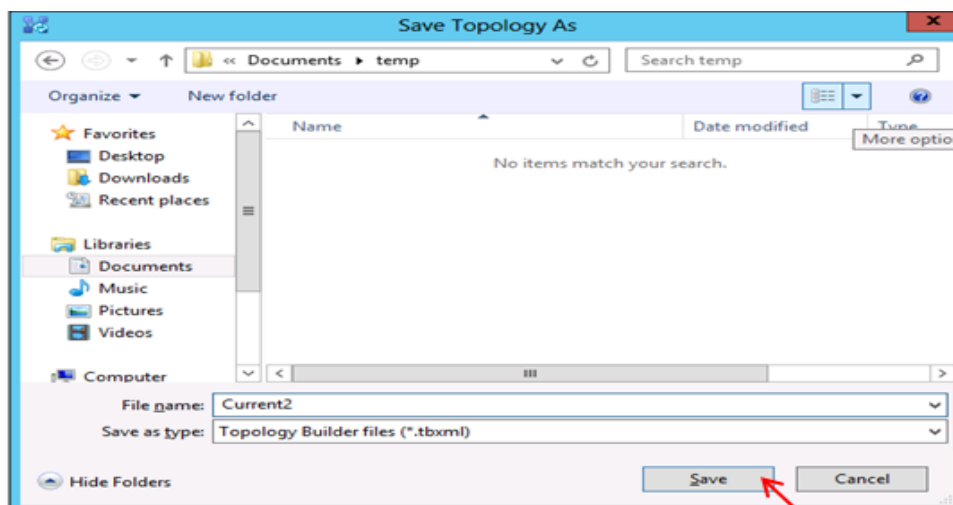 Save Topology As
x
« Documents ▸ temp
Search temp
Organize
New folder
Name
Date modified
Type
More optio
No items match your search.
Favorites
Desktop
Downloads
Recent places
Libraries
Documents
Music
Pictures
Videos
Computer
File name: Current2
Save as type: Topology Builder files (*.tbxml)
Hide Folders
Save
Cancel